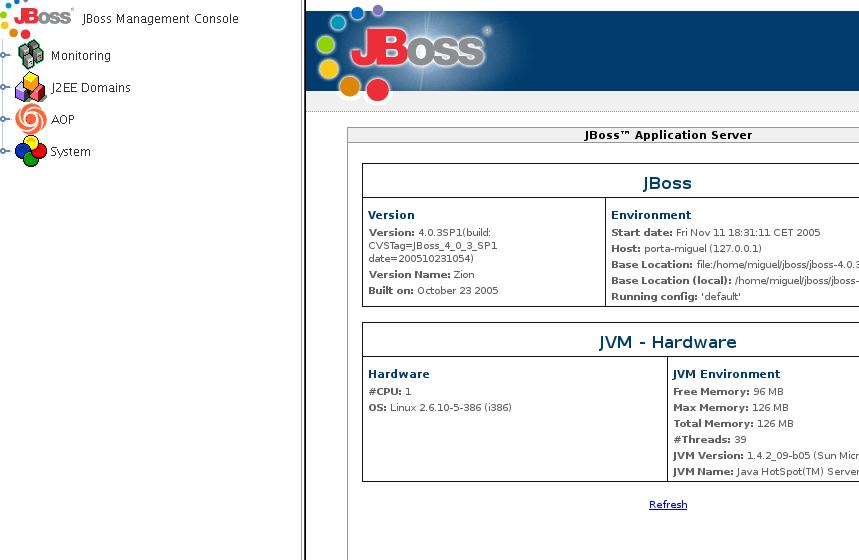 JBoss JBoss Management Console
Monitoring
J2EE Domains
AOP
System
JBoss
JBoss™ Application Server
JBoss
Version
Version: 4.0.3SP1(build:
CVSTag=JBoss_4_0_3_SP1
date=200510231054)
Version Name: Zion
Built on: October 23 2005
Environment
Start date: Fri Nov 11 18:31:11 CET 2005
Host: porta-miguel (127.0.0.1)
Base Location: file:/home/miguel/jboss/jboss-4.0.3
Base Location (local): /home/miguel/jboss/jboss-
Running config: 'default'
JVM - Hardware
Hardware
#CPU: 1
OS: Linux 2.6.10-5-386 (i386)
JVM Environment
Free Memory: 96 MB
Max Memory: 126 MB
Total Memory: 126 MB
#Threads: 39
JVM Version: 1.4.2_09-b05 (Sun Micr
JVM Name: Java HotSpot(TM) Server
Refresh